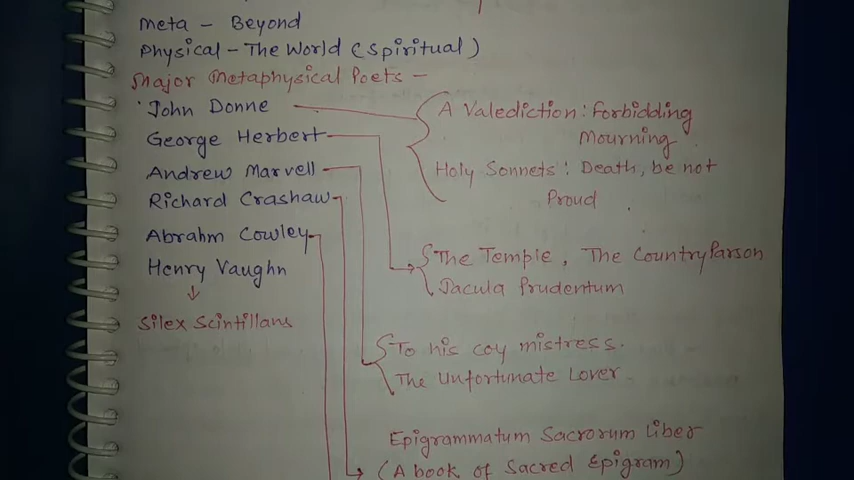 Meta - Beyond
Physical - The World (Spiritual)
Major Metaphysical Poets -
John Donne
George Herbert
Andrew Marvell
Richard Crashaw
Abrahm Cowley
Henry Vaughn
Silex Scintillans
A Valediction: Forbidding
Mourning
Holy Sonnets: Death, be not
Proud
The Temple, The Country Parson
Jacula Prudentum
To his coy mistress.
The Unfortunate Lover.
Epigrammatum Sacrorum Liber
(A book of Sacred Epigram)